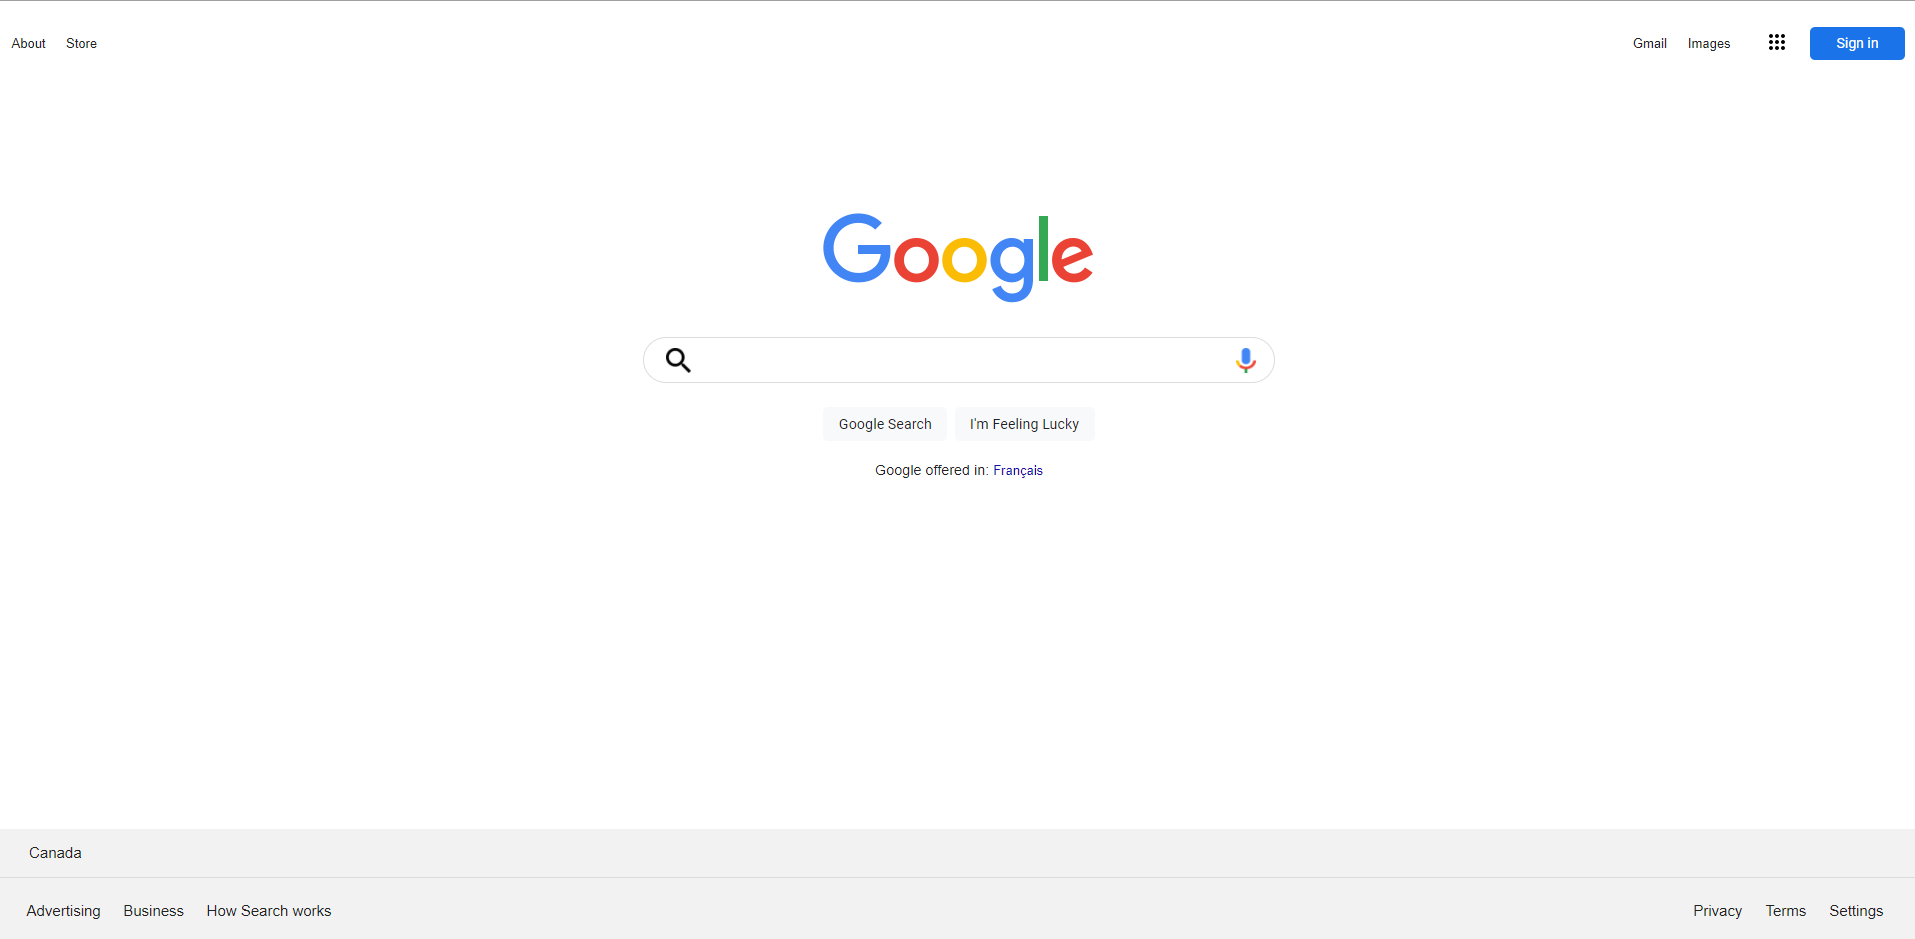 About Store Gmail Images Sign in
Google
Google Search I'm Feeling Lucky
Google offered in: Français
Canada
Advertising Business How Search works Privacy Terms Settings